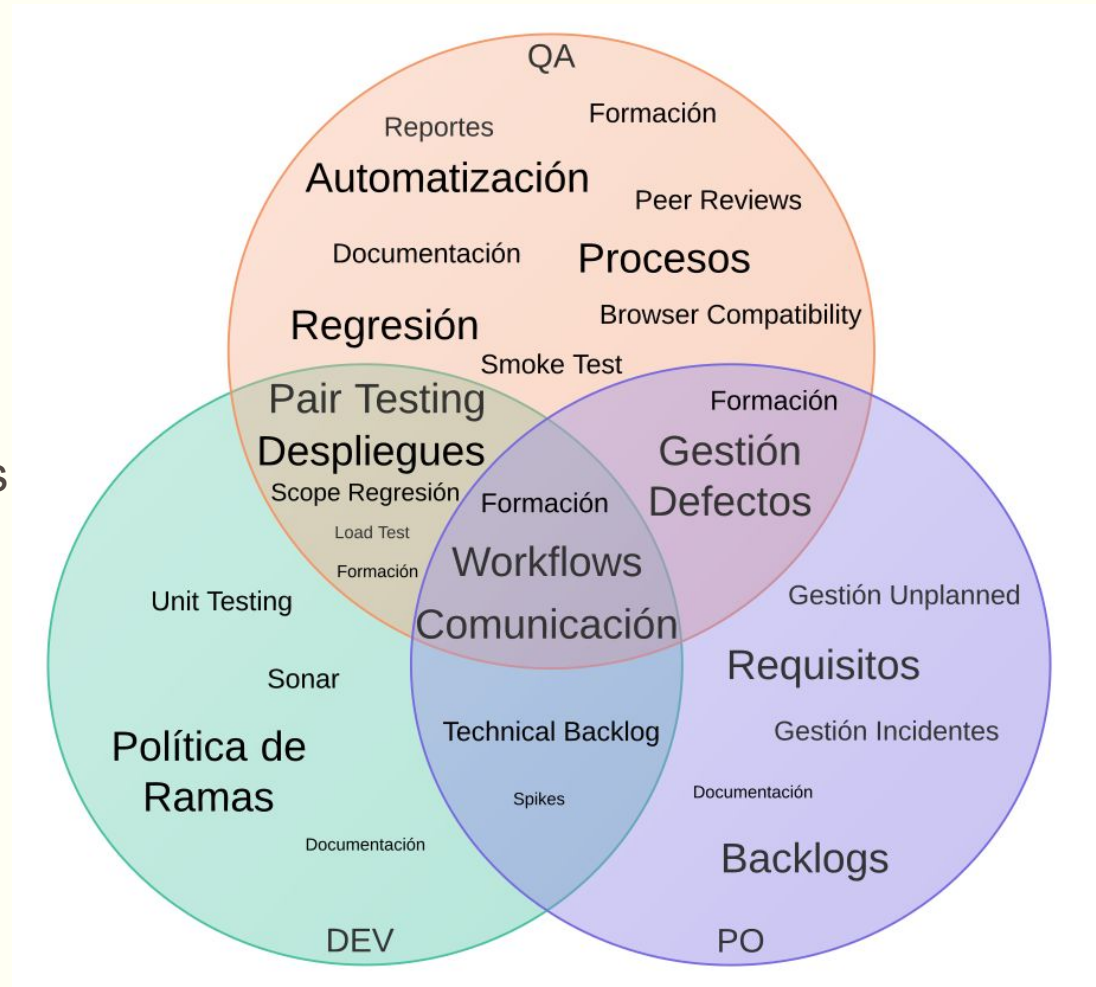 QA
Formación
Reportes
Automatización
Peer Reviews
Documentación
Procesos
Browser Compatibility
Regresión
Smoke Test
Pair Testing
Formación
Despliegues
Gestión
Defectos
s
Scope Regresión
Formación
Load Test
Workflows
Formación
Comunicación
Unit Testing
Gestión Unplanned
Sonar
Requisitos
Technical Backlog
Gestión Incidentes
Política de
Ramas
Spikes
Documentación
Documentación
Backlogs
DEV
PO